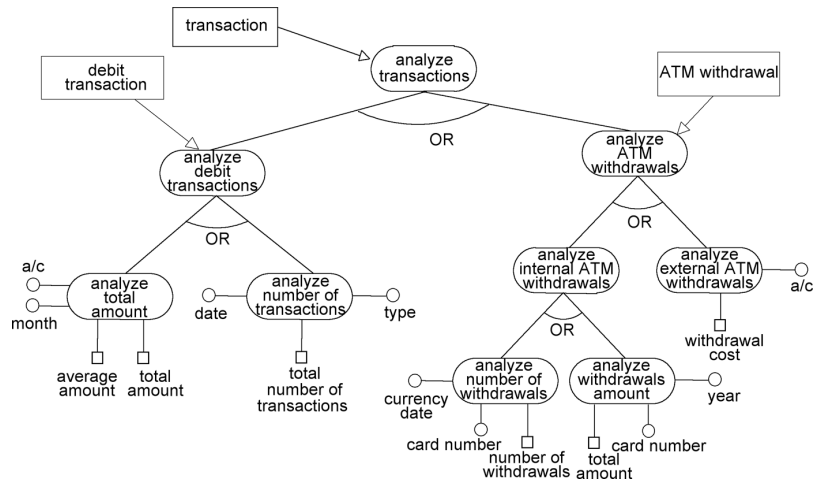 transaction
analyze
transactions
debit
transaction
ATM withdrawal
OR
analyze
debit
transactions
analyze
ATM
withdrawals
OR
OR
a/c
month
analyze
total
amount
date
analyze
number of
transactions
type
analyze
internal ATM
withdrawals
analyze
external ATM
withdrawals
a/c
average
amount
total
amount
total
number of
transactions
OR
withdrawal
cost
currency
date
analyze
number of
withdrawals
analyze
withdrawals
amount
year
card number
number of
withdrawals
total
amount
card number